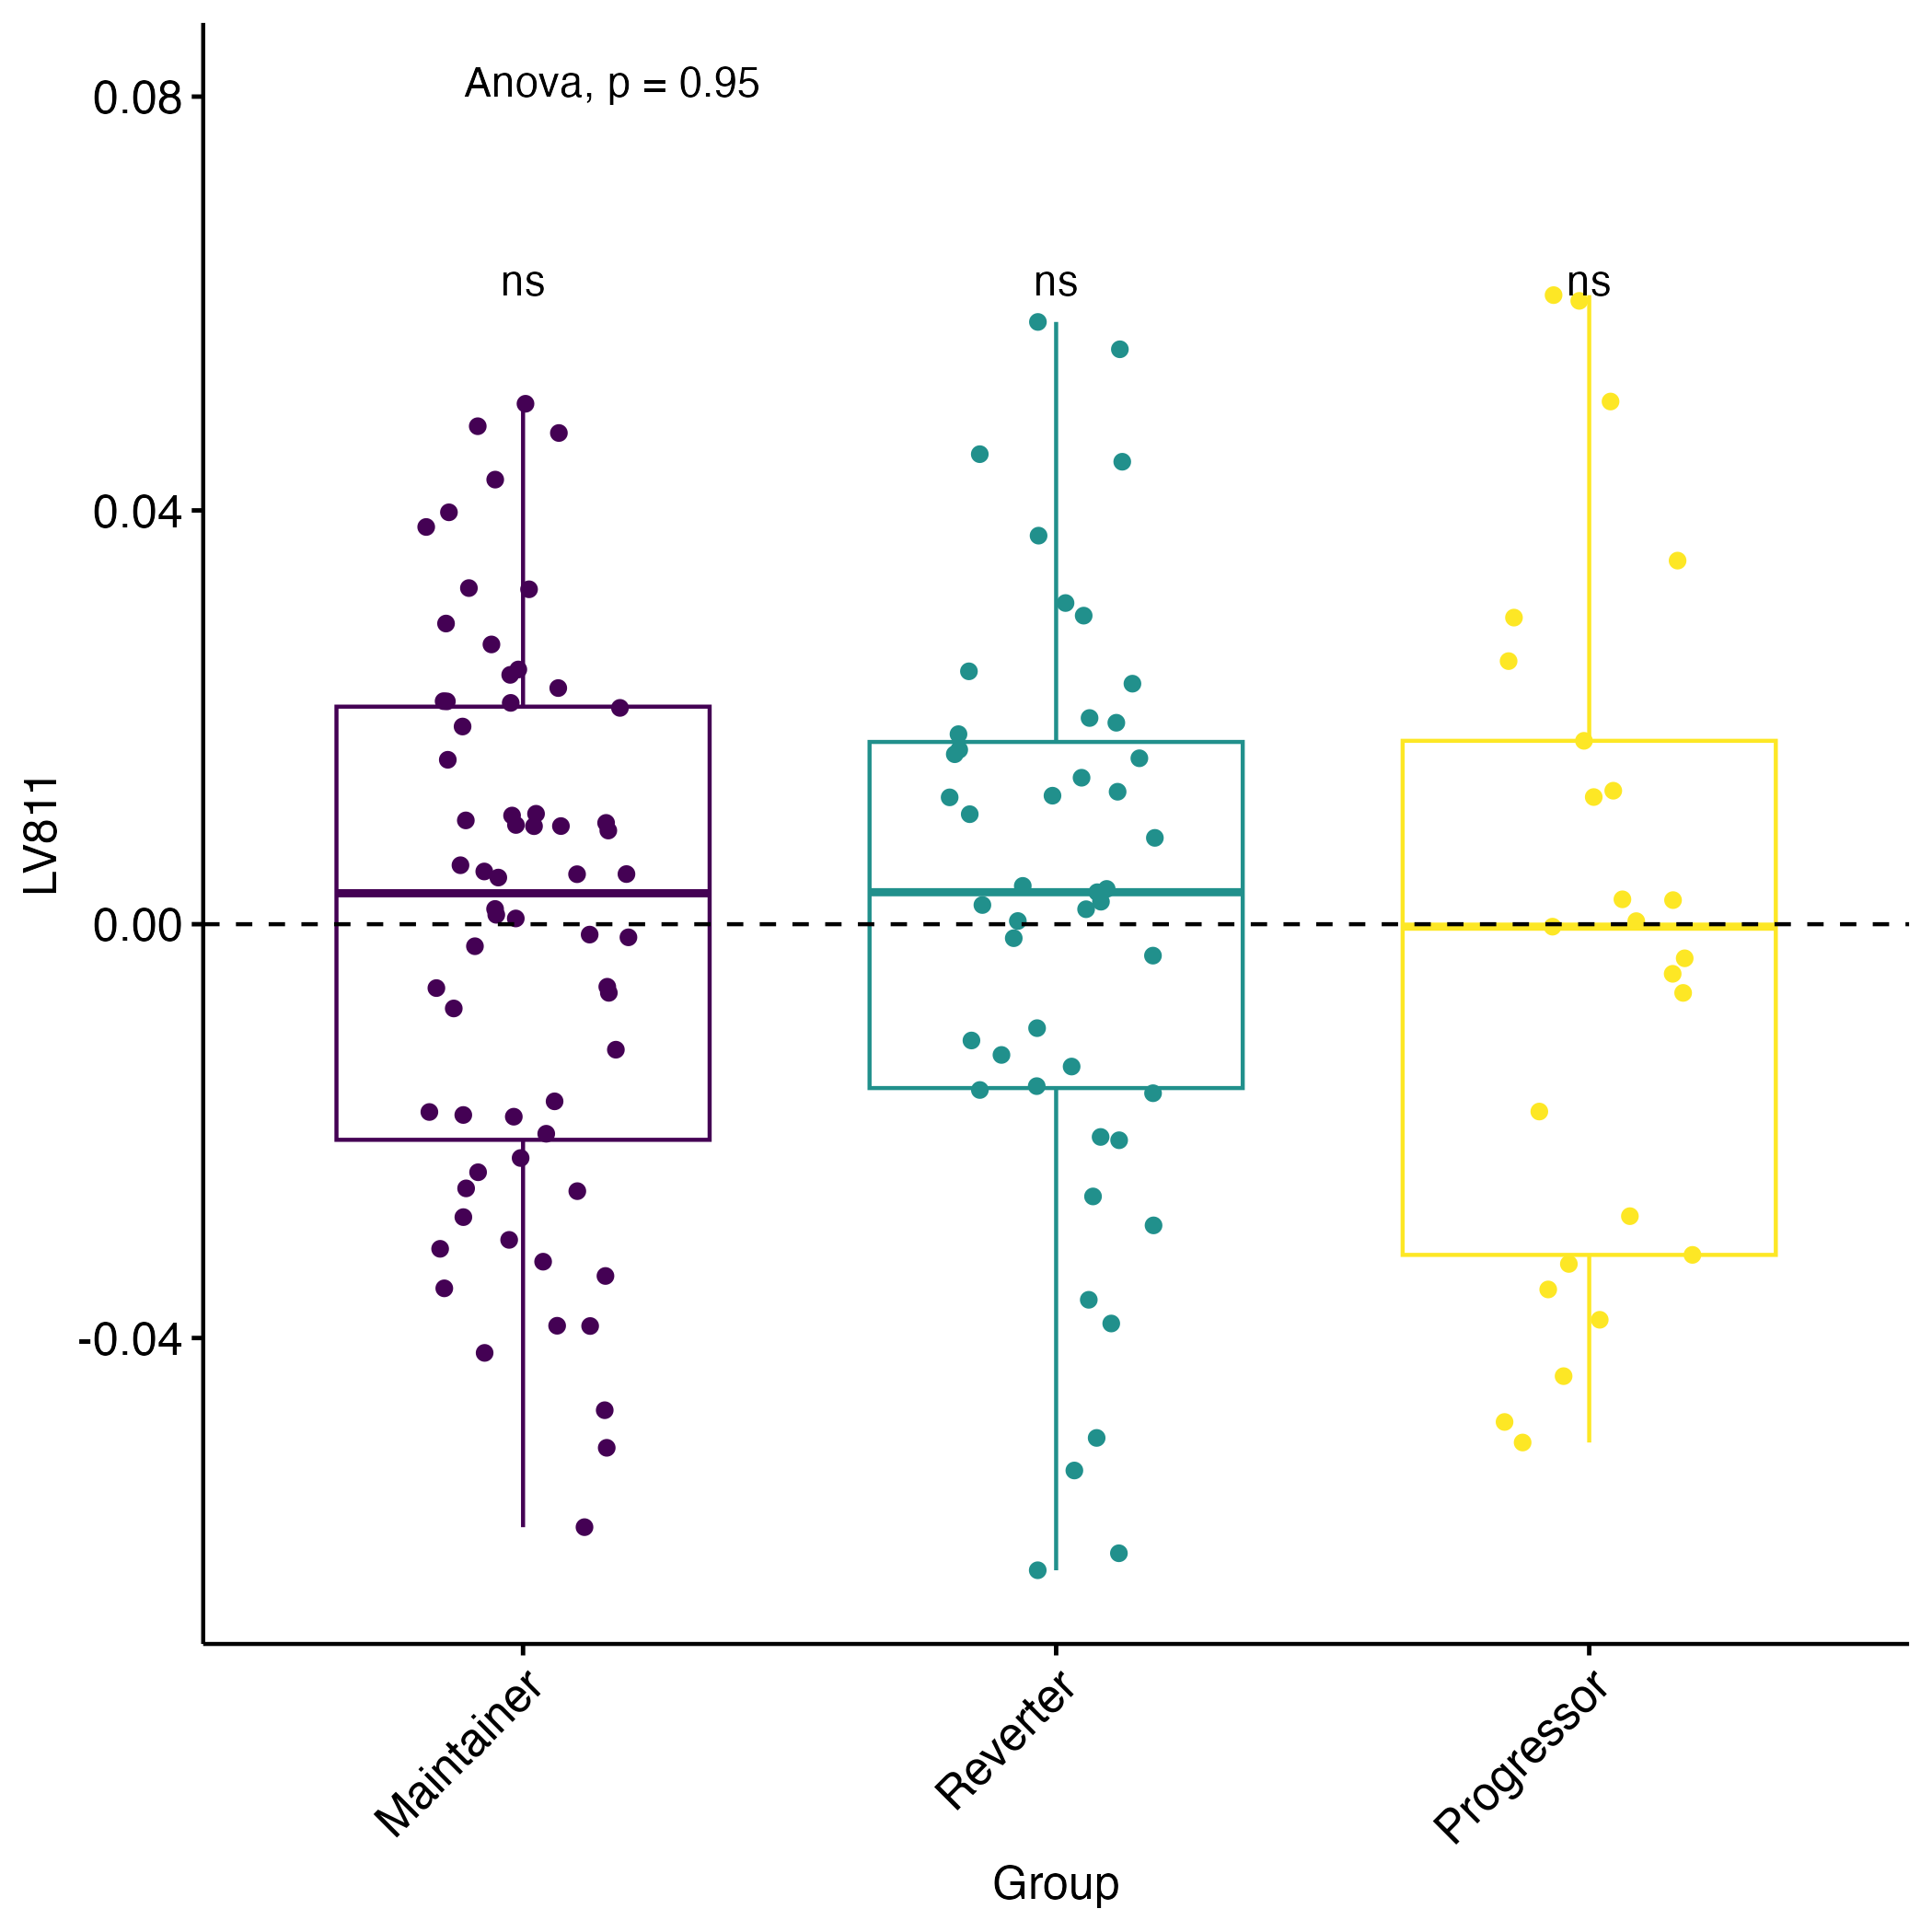 Anova, p = 0.95
0.08
ns ns ns
0.04
LV811
0.00
-0.04
Maintainer
Reverter
Progressor
Group